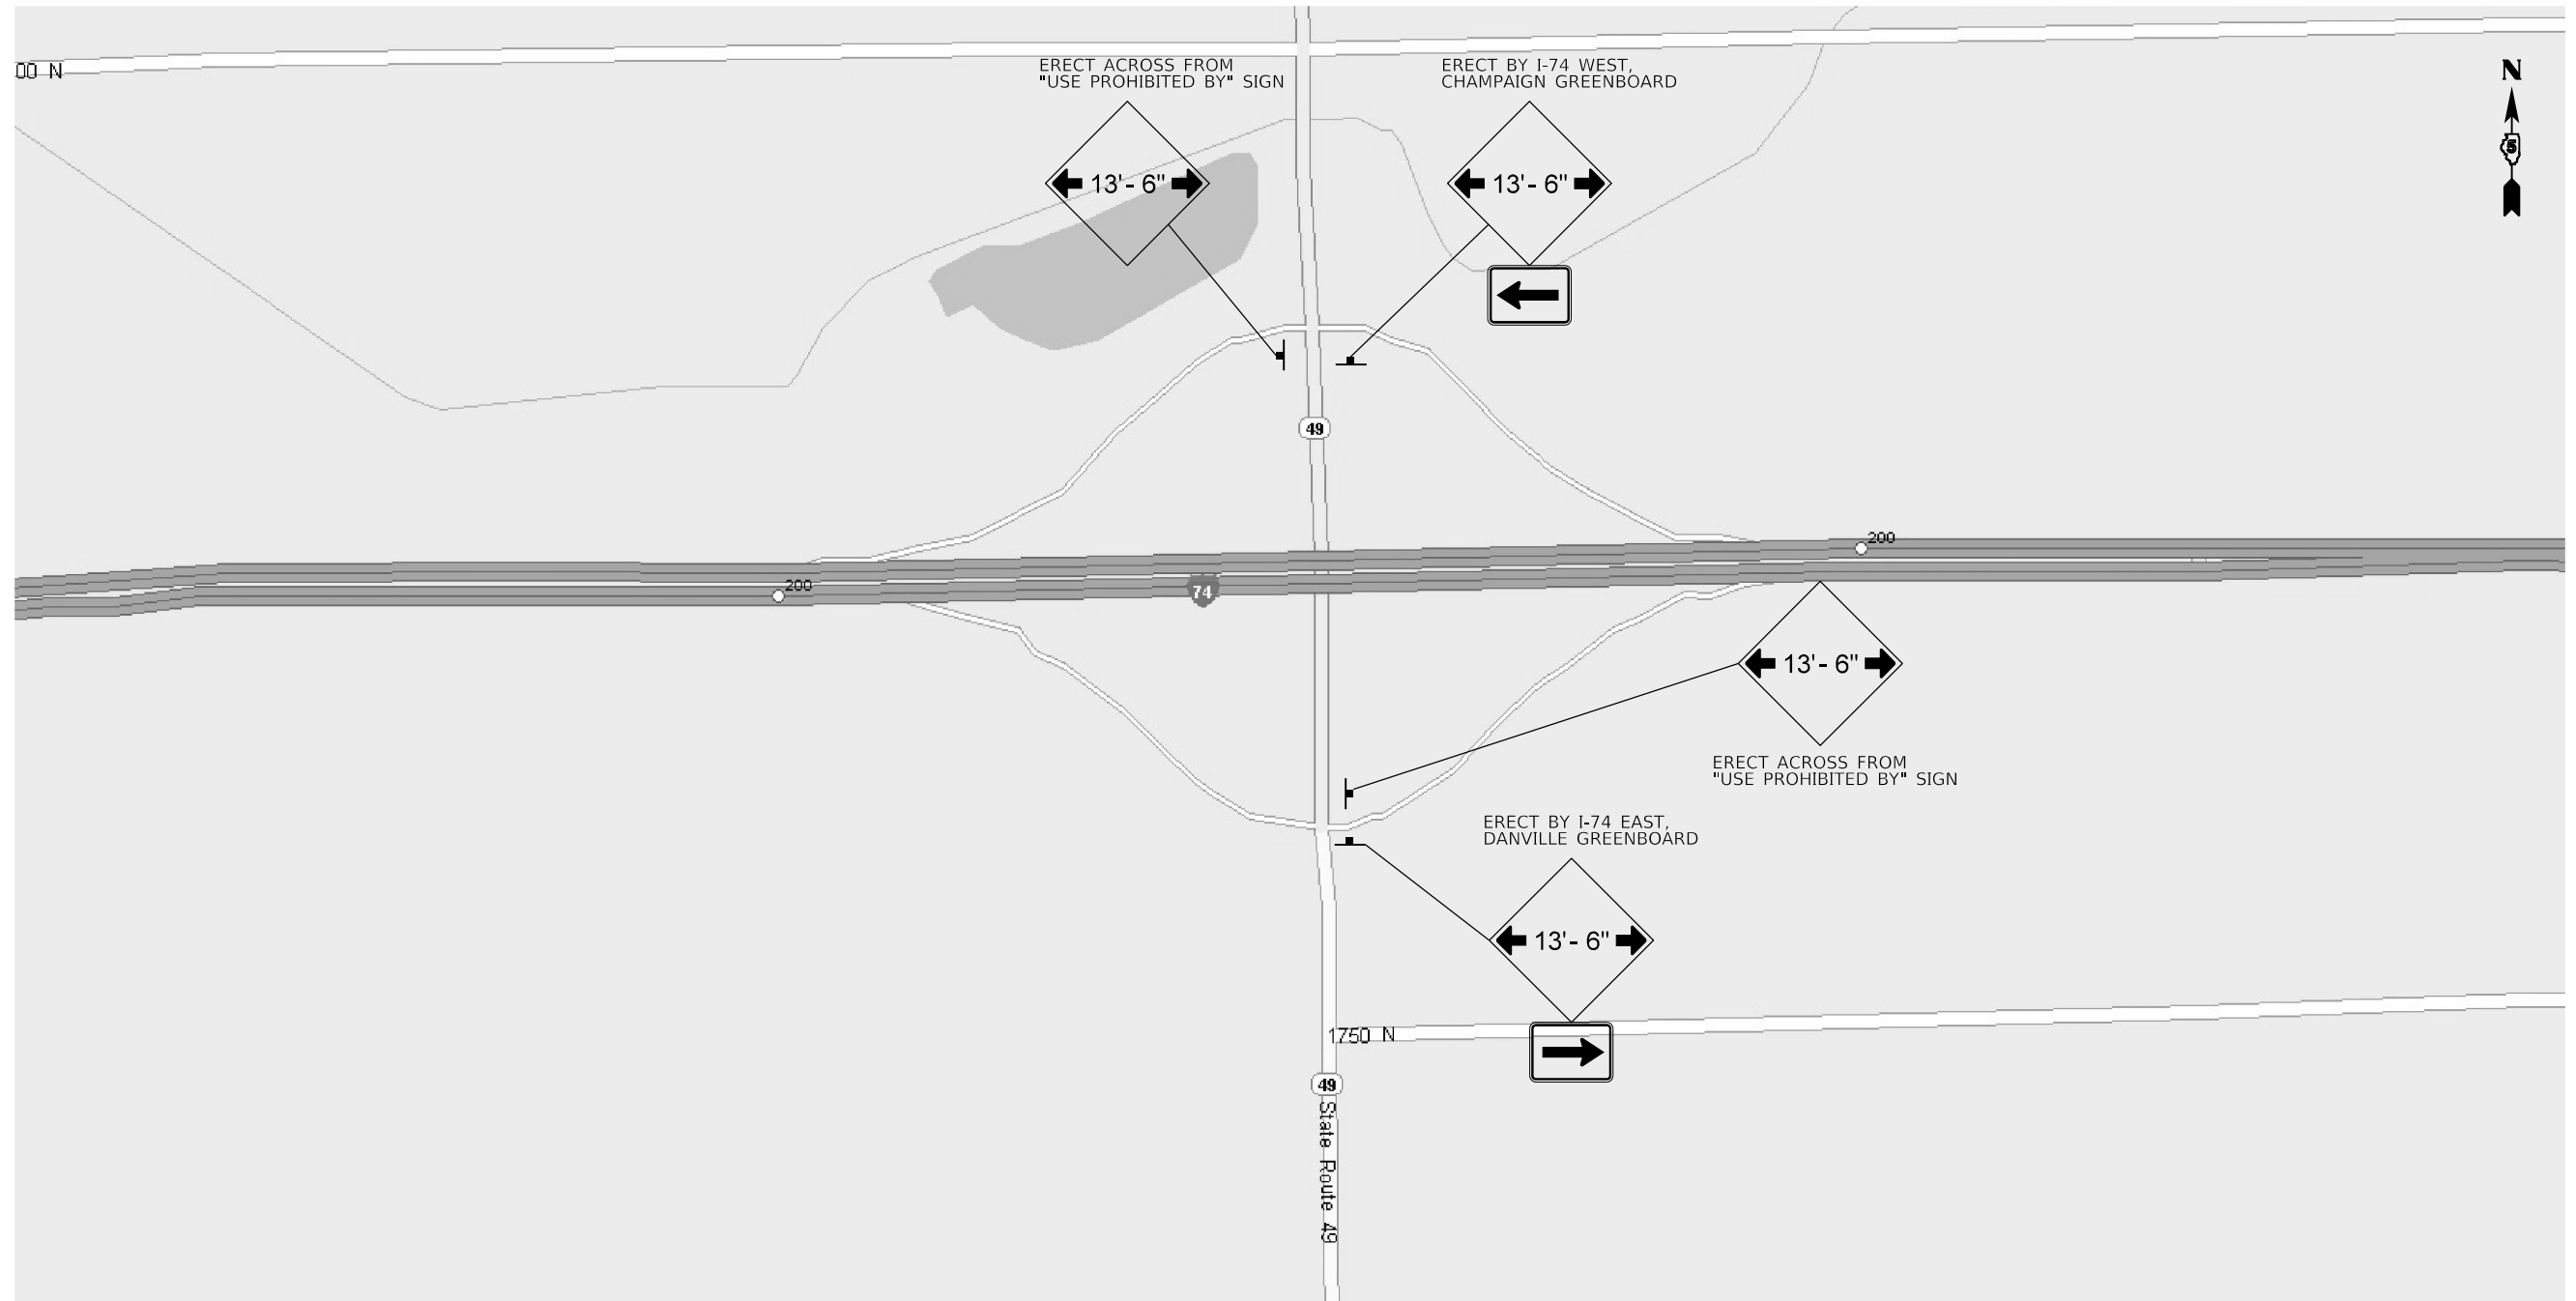 00 N
ERECT ACROSS FROM
"USE PROHIBITED BY" SIGN
ERECT BY I-74 WEST,
CHAMPAIGN GREENBOARD
N
5
13'- 6"
13'- 6"
49
200
200
74
13'- 6"
ERECT ACROSS FROM
"USE PROHIBITED BY" SIGN
ERECT BY I-74 EAST,
DANVILLE GREENBOARD
13'- 6"
1750 N
49
State Route 49